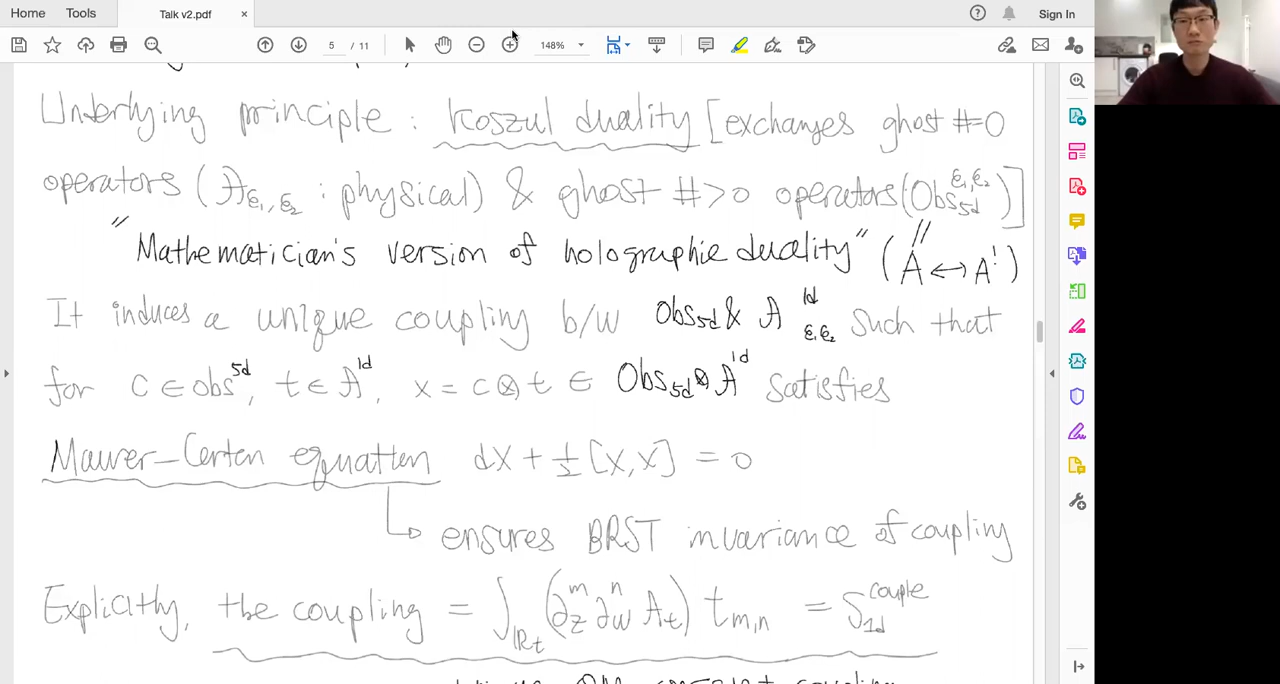 Home Tools Talk v2.pdf × Sign In
5 / 11 148%
Underlying principle : Koszul duality [exchanges ghost #=0
operators (A_{ε₁,ε₂} : physical) & ghost #>0 operators (Obs_{5d}^{ε₁,ε₂})]
"Mathematician's version of holographic duality" (A ↔ A^!)
It induces a unique coupling b/w Obs_{5d} & A^{1d}_{ε₁ε₂} such that
for c ∈ obs^{5d}, t ∈ A^{1d}, x = c ⊗ t ∈ Obs_{5d} ⊗ A^{1d} satisfies
Maurer-Cartan equation dX + ½ [X,X] = 0
↳ ensures BRST invariance of coupling
Explicitly, the coupling = ∫_{ℝ_t} (∂_z^m ∂_w^n A_t) t_{m,n} = S_{1d}^{couple}